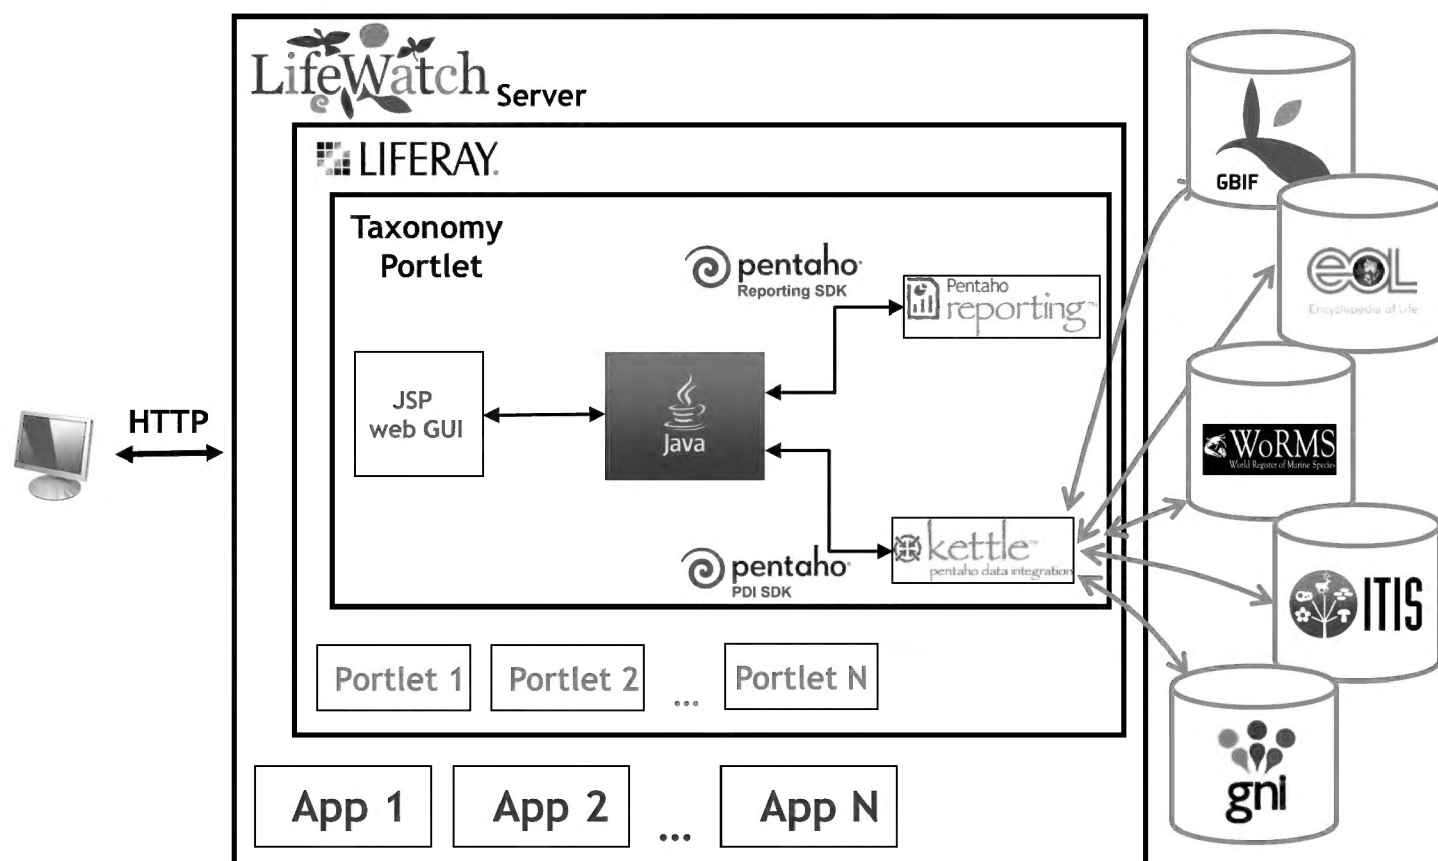 LifeWatch Server
LIFERAY.
Taxonomy
Portlet
pentaho
Reporting SDK
Pentaho
reporting™
JSP
web GUI
Java
HTTP
kettle™
pentaho data integration
pentaho
PDI SDK
Portlet 1
Portlet 2
...
Portlet N
App 1
App 2
...
App N
GBIF
eOL
Encyclopedia of Life
WoRMS
World Register of Marine Species
ITIS
gni